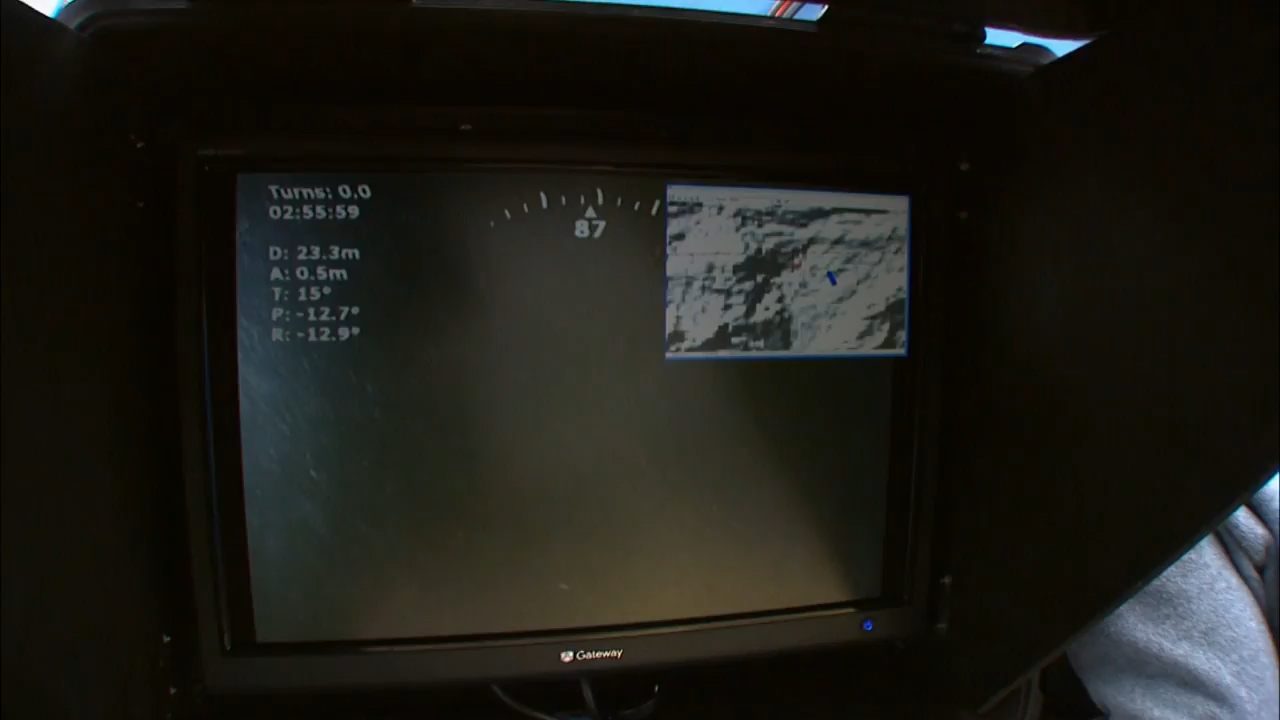 Turns: 0.0
02:55:59
87
D: 23.3m
A: 0.5m
T: 15°
P: -12.7°
R: -12.9°
Gateway